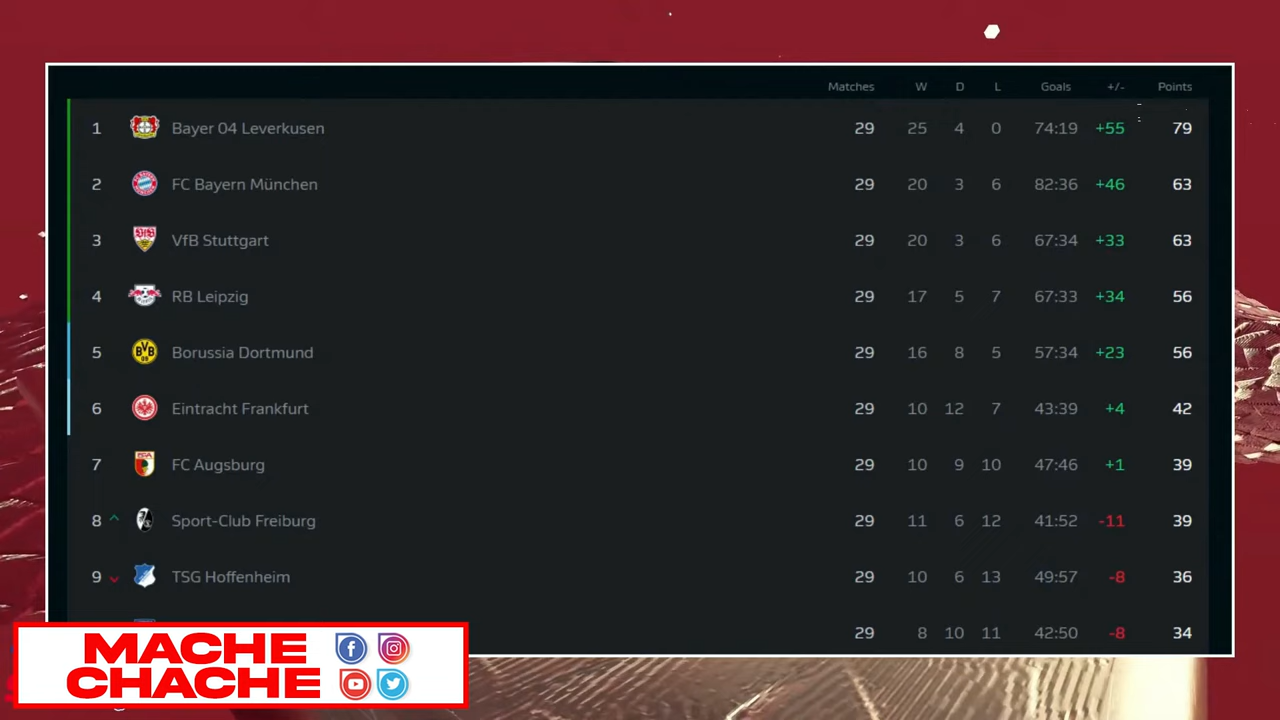 Matches W D L Goals +/- Points
1 Bayer 04 Leverkusen 29 25 4 0 74:19 +55 79
2 FC Bayern München 29 20 3 6 82:36 +46 63
3 VfB Stuttgart 29 20 3 6 67:34 +33 63
4 RB Leipzig 29 17 5 7 67:33 +34 56
5 BVB 09 Borussia Dortmund 29 16 8 5 57:34 +23 56
6 Eintracht Frankfurt 29 10 12 7 43:39 +4 42
7 FCA FC Augsburg 29 10 9 10 47:46 +1 39
8 Sport-Club Freiburg 29 11 6 12 41:52 -11 39
9 TSG Hoffenheim 29 10 6 13 49:57 -8 36
29 8 10 11 42:50 -8 34
MACHE
CHACHE